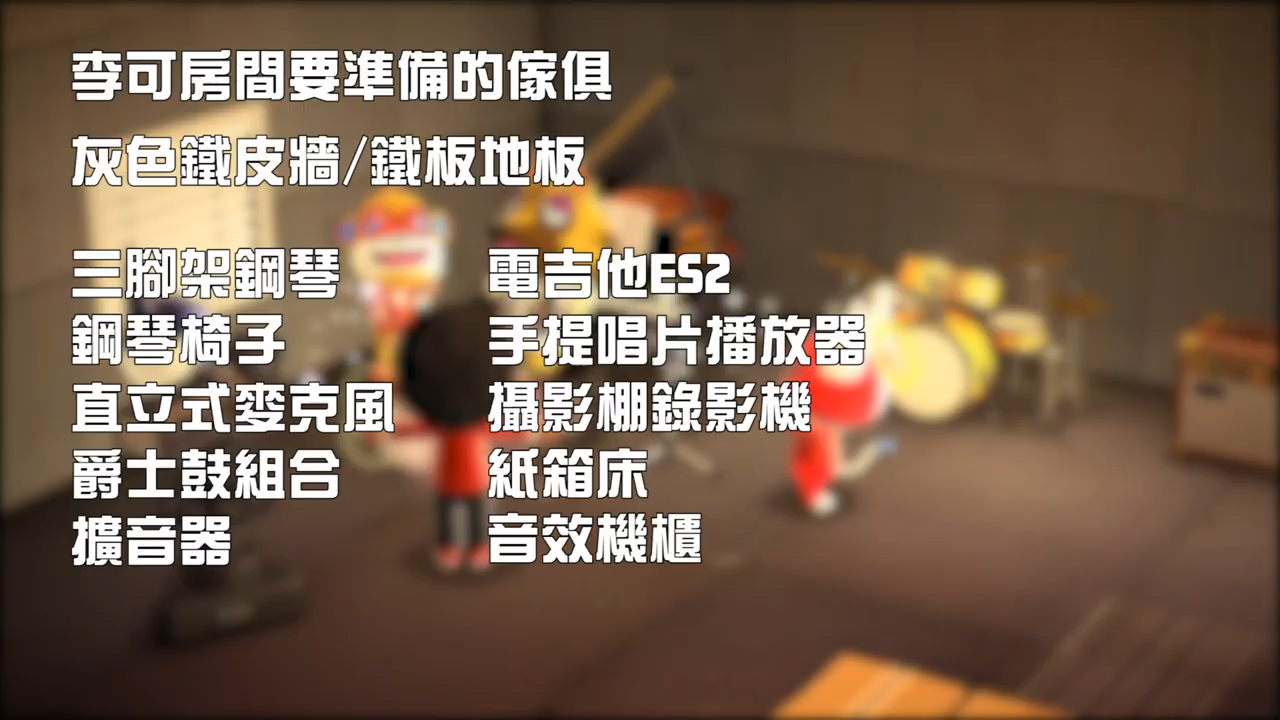 李可房間要準備的傢俱
灰色鐵皮牆/鐵板地板
三腳架鋼琴
鋼琴椅子
直立式麥克風
爵士鼓組合
擴音器
電吉他ES2
手提唱片播放器
攝影棚錄影機
紙箱床
音效機櫃